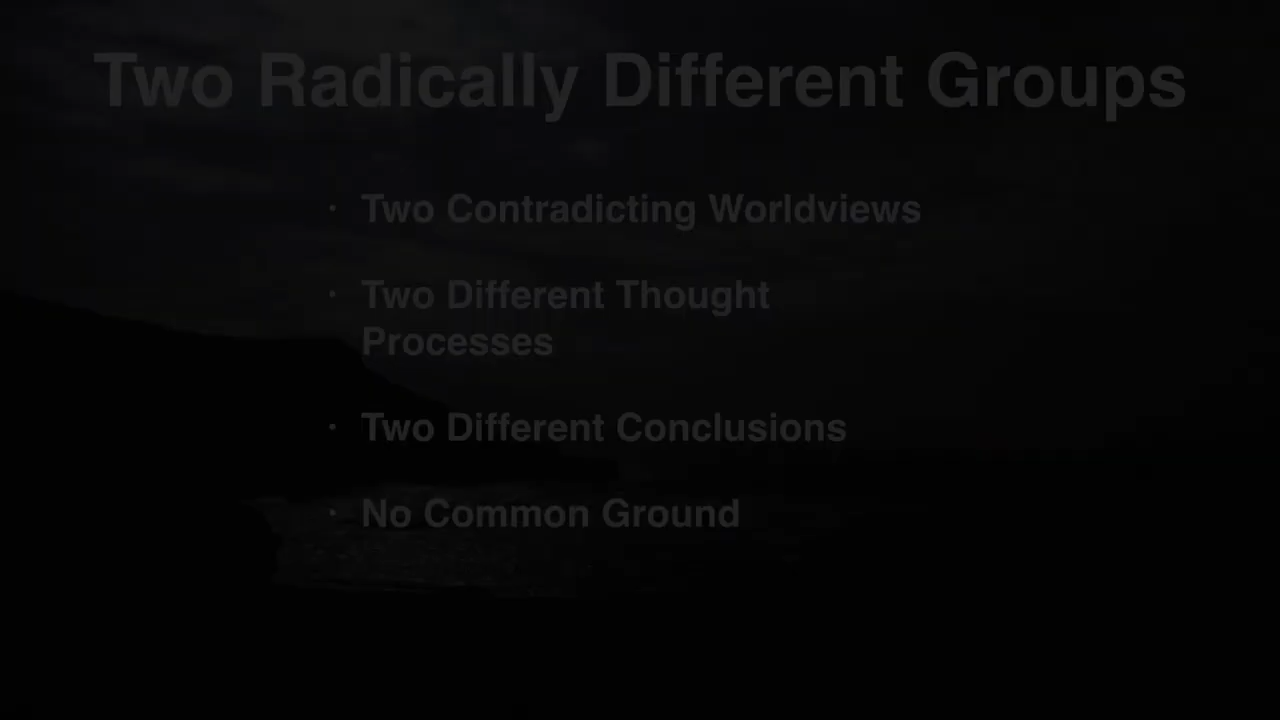 Two Radically Different Groups
· Two Contradicting Worldviews
· Two Different Thought
Processes
· Two Different Conclusions
· No Common Ground